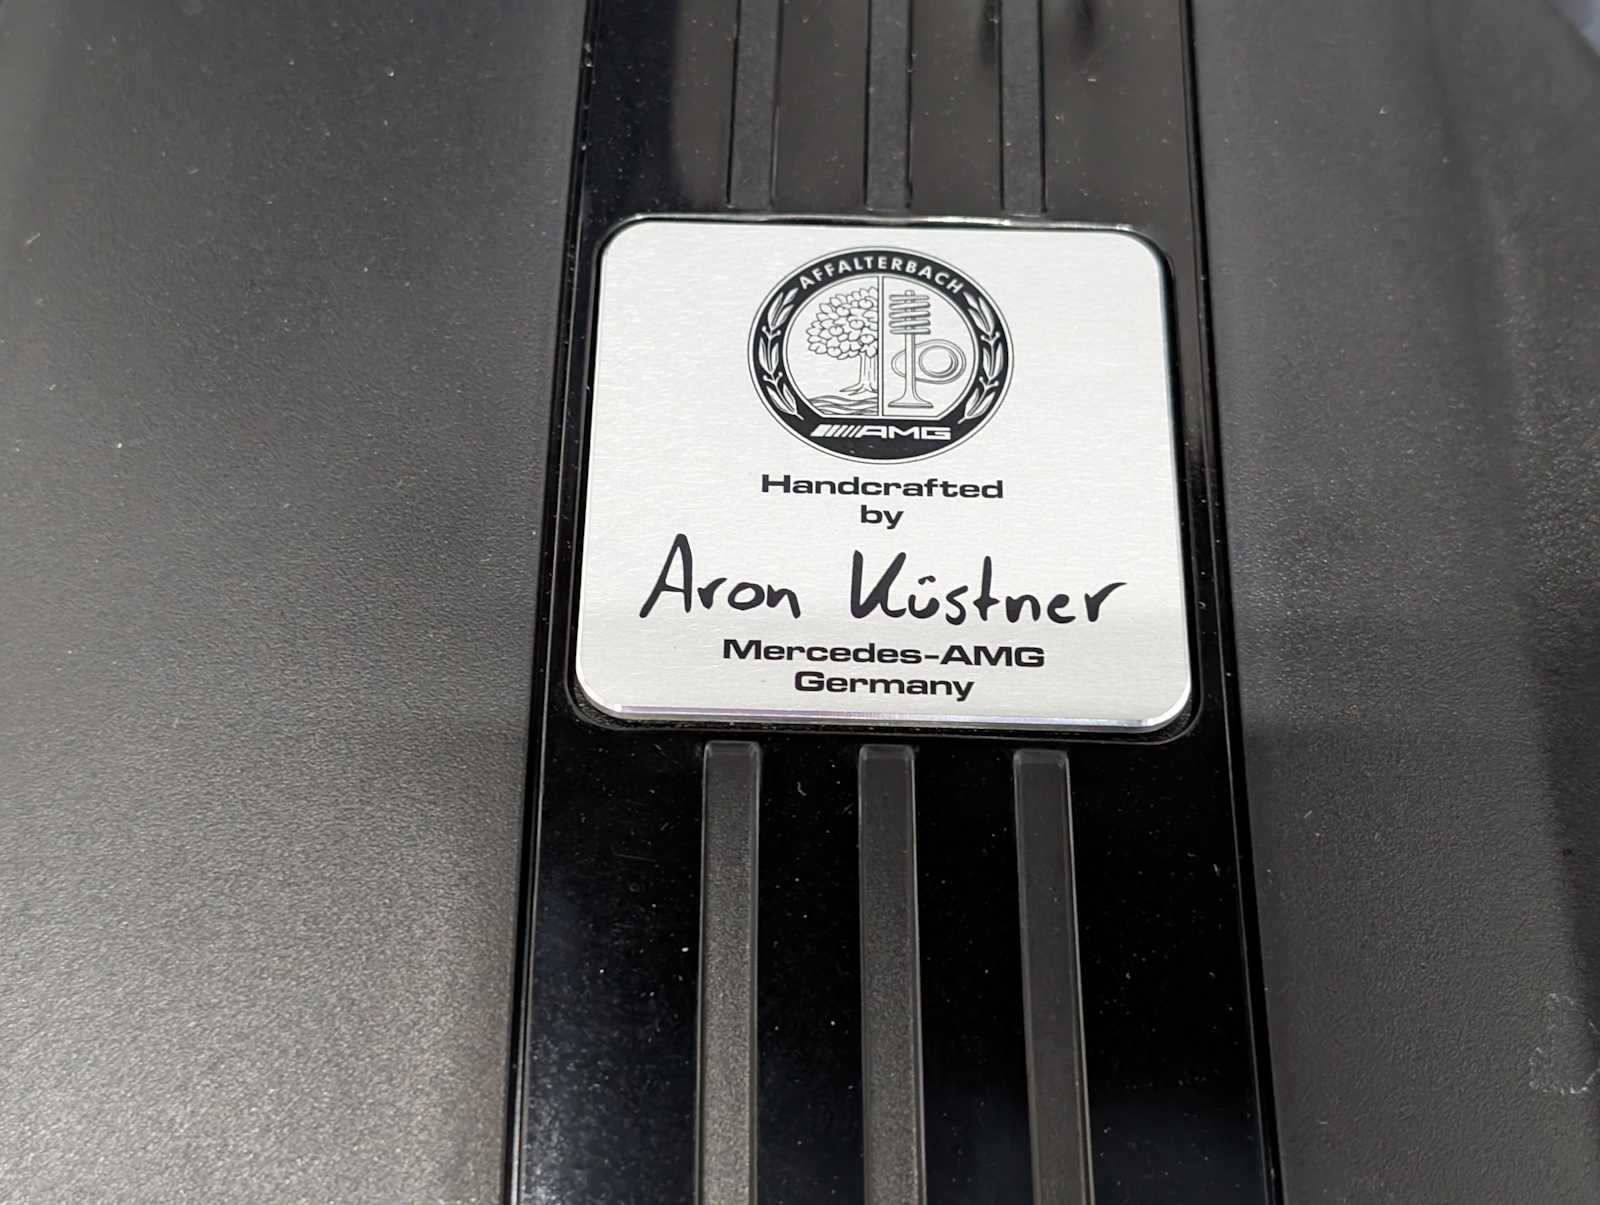 AFFALTERBACH
AMG
Handcrafted
by
Aron Küstner
Mercedes-AMG
Germany